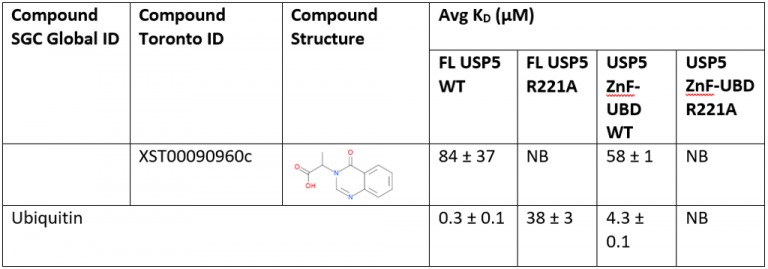 Compound SGC Global ID
Compound Toronto ID
Compound Structure
Avg KD (µM)
FL USP5 WT
FL USP5 R221A
USP5 ZnF-UBD WT
USP5 ZnF-UBD R221A
XST00090960c
O
O
OH
N
N
84 ± 37
NB
58 ± 1
NB
Ubiquitin
0.3 ± 0.1
38 ± 3
4.3 ± 0.1
NB